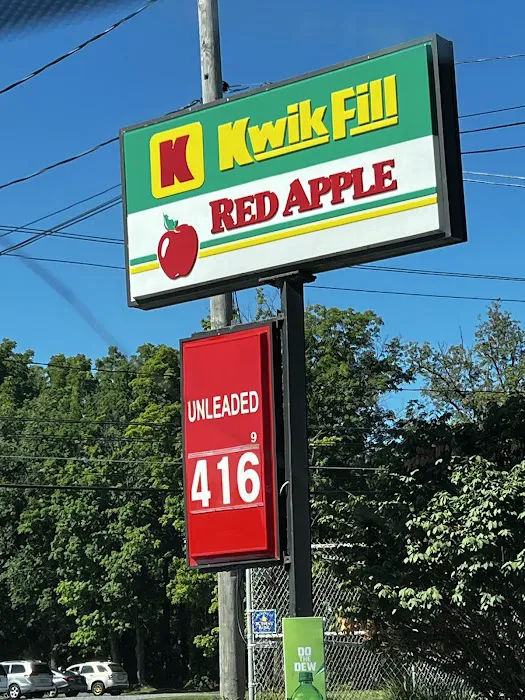 K KwikFill
RED APPLE
UNLEADED
9
416
DO
THE
DEW